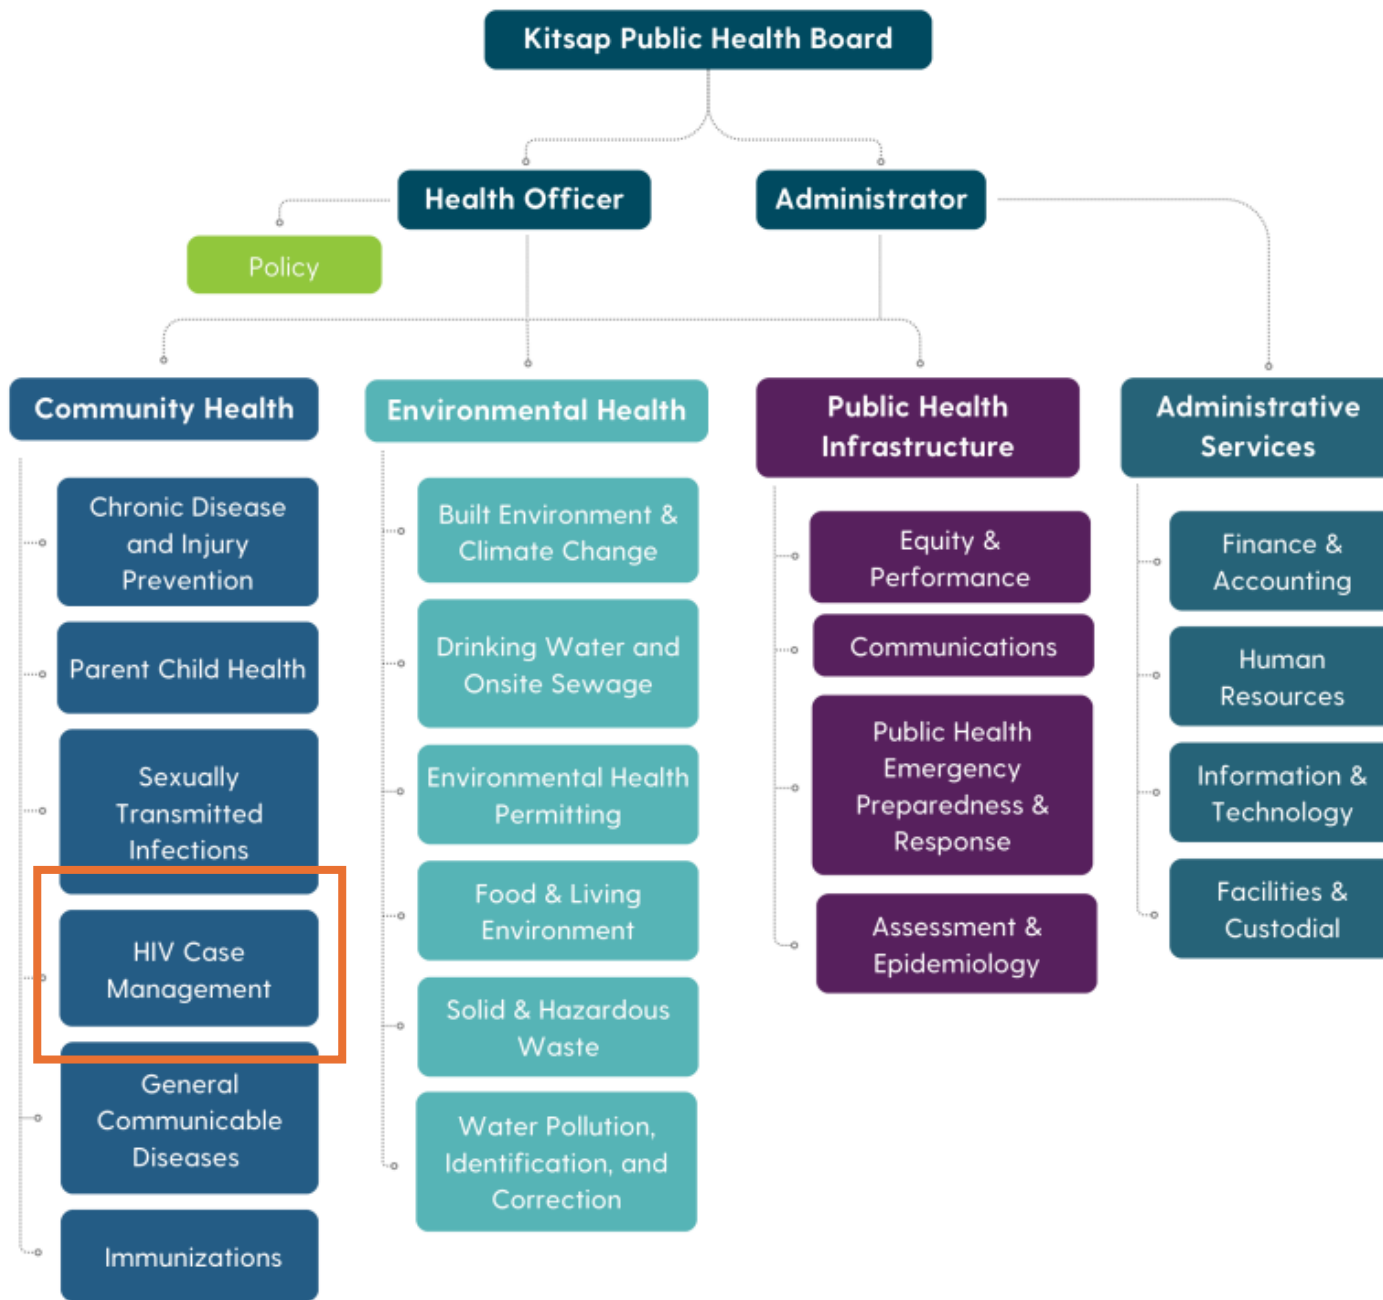 Kitsap Public Health Board
Health Officer
Administrator
Policy
Community Health
Chronic Disease
and Injury
Prevention
Parent Child Health
Sexually
Transmitted
Infections
HIV Case
Management
General
Communicable
Diseases
Immunizations
Environmental Health
Built Environment &
Climate Change
Drinking Water and
Onsite Sewage
Environmental Health
Permitting
Food & Living
Environment
Solid & Hazardous
Waste
Water Pollution,
Identification, and
Correction
Public Health
Infrastructure
Equity &
Performance
Communications
Public Health
Emergency
Preparedness &
Response
Assessment &
Epidemiology
Administrative
Services
Finance &
Accounting
Human
Resources
Information &
Technology
Facilities &
Custodial